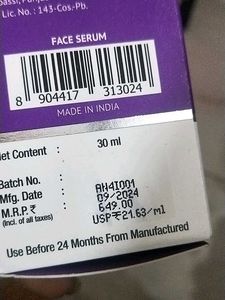 Lic. No. : 143-Cos.-Pb.
FACE SERUM
8 904417 313024
MADE IN INDIA
Net Content : 30 ml
Batch No. : AH4I001
Mfg. Date : 09/2024
M.R.P.₹ : 649.00
(Incl. of all taxes) USP₹21.63/ml
Use Before 24 Months From Manufactured